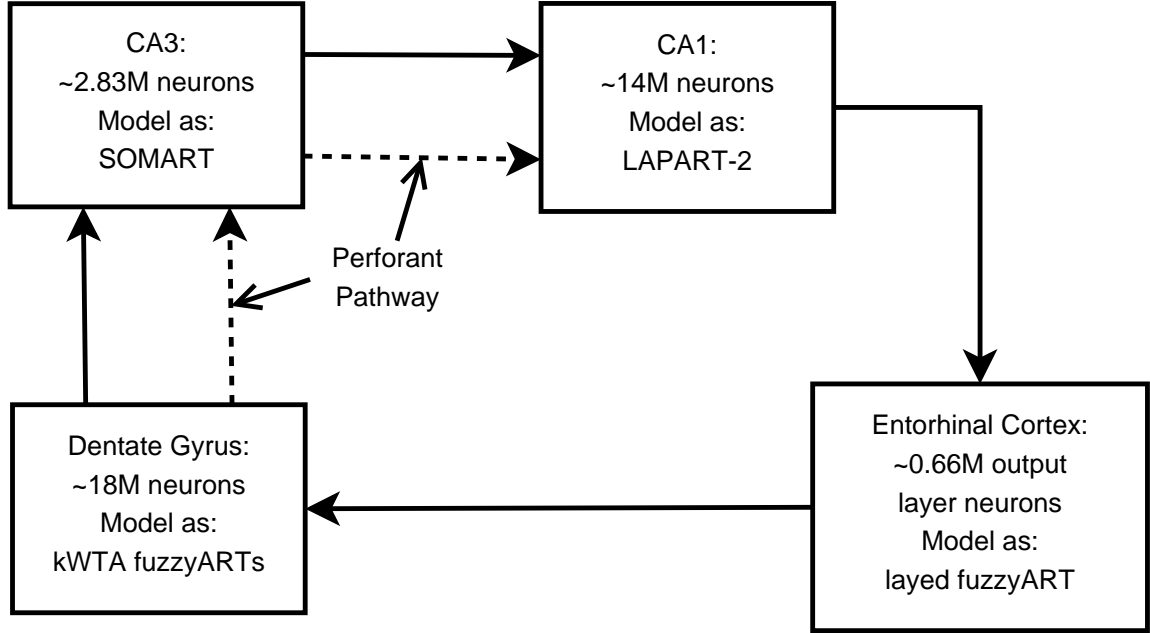 CA3:
~2.83M neurons
Model as:
SOMART
CA1:
~14M neurons
Model as:
LAPART-2
Perforant
Pathway
Dentate Gyrus:
~18M neurons
Model as:
kWTA fuzzyARTs
Entorhinal Cortex:
~0.66M output
layer neurons
Model as:
layed fuzzyART